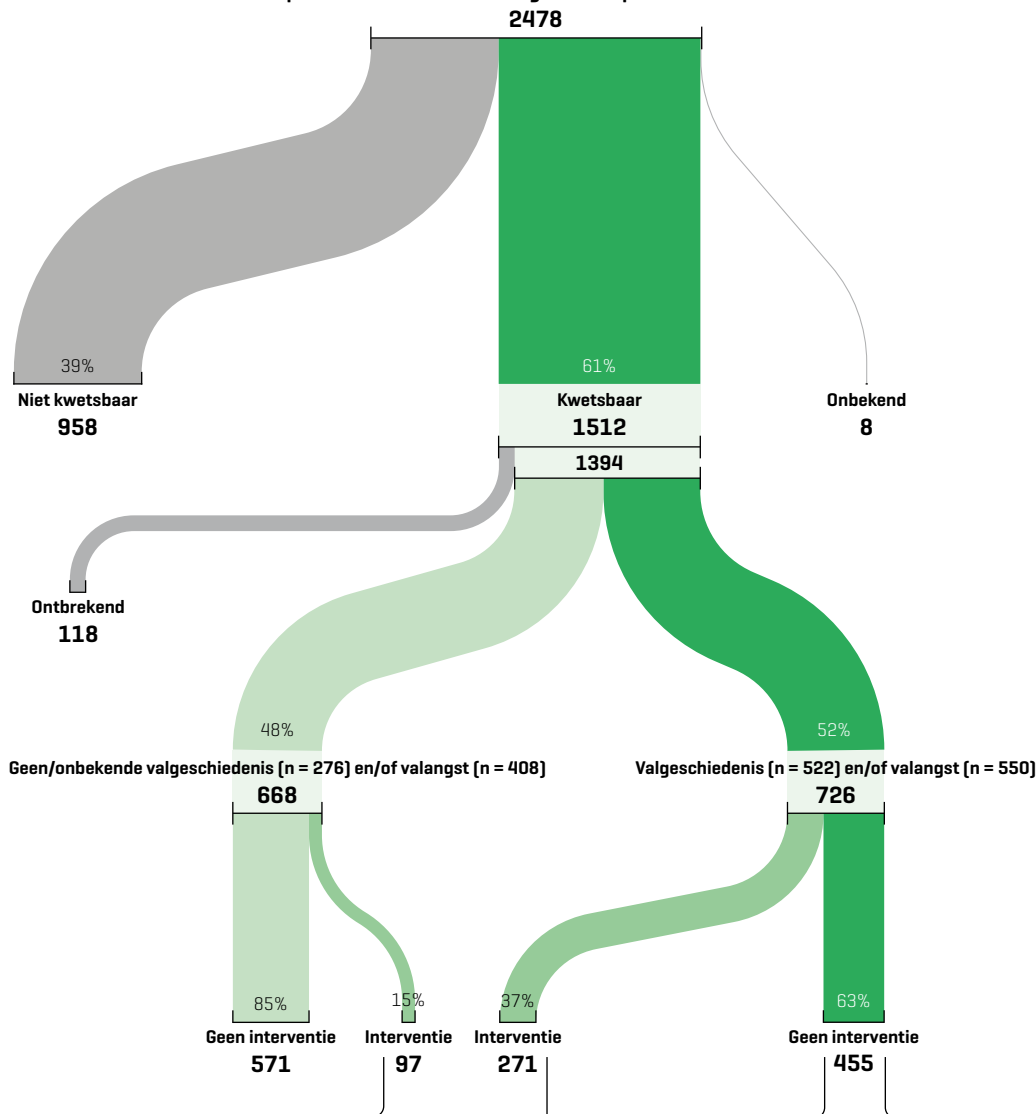 2478
39%
61%
Niet kwetsbaar
Kwetsbaar
Onbekend
958
1512
8
1394
Ontbrekend
118
48%
52%
Geen/onbekende valgeschiedenis (n = 276) en/of valangst (n = 408)
Valgeschiedenis (n = 522) en/of valangst (n = 550)
668
726
85%
15%
37%
63%
Geen interventie
Interventie
Interventie
Geen interventie
571
97
271
455